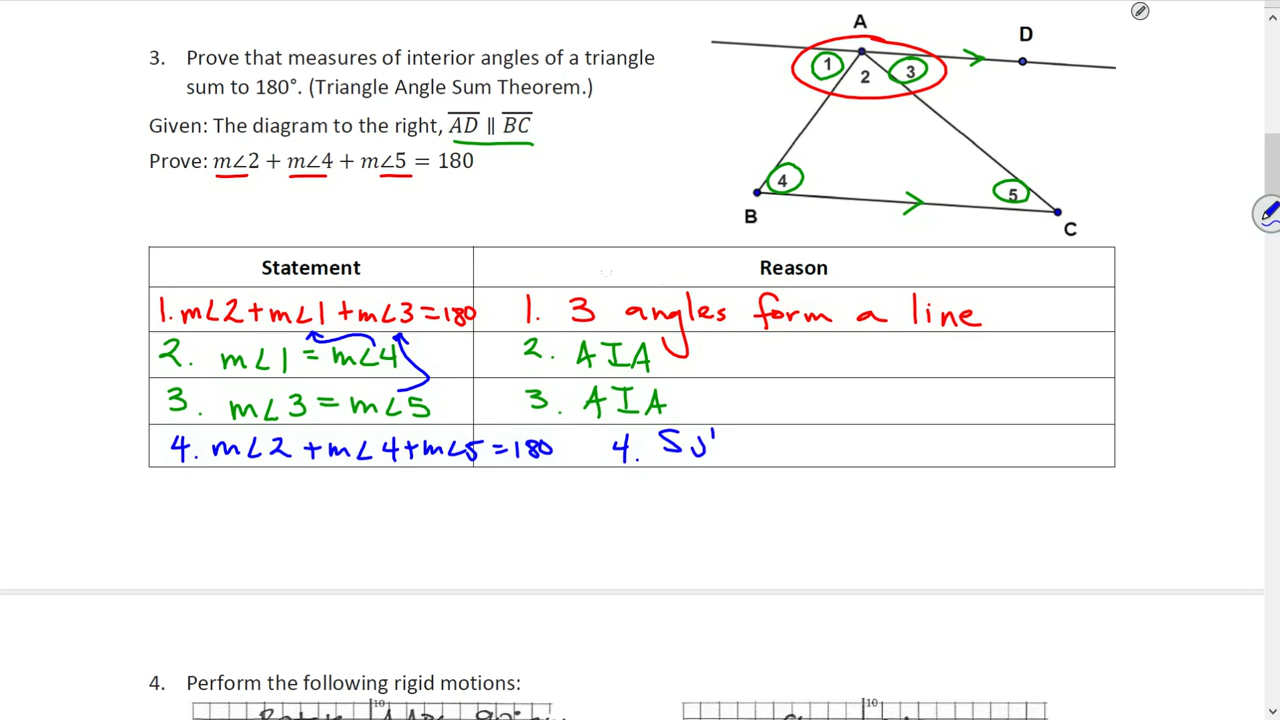 3. Prove that measures of interior angles of a triangle
sum to 180°. (Triangle Angle Sum Theorem.)
Given: The diagram to the right, AD ∥ BC
Prove: m∠2 + m∠4 + m∠5 = 180
A
D
1
2
3
4
5
B
C
Statement Reason
1. m∠2+m∠1+m∠3=180 1. 3 angles form a line
2. m∠1 = m∠4 2. AIA
3. m∠3 = m∠5 3. AIA
4. m∠2 +m∠4+m∠5=180 4.
4. Perform the following rigid motions:
10
10